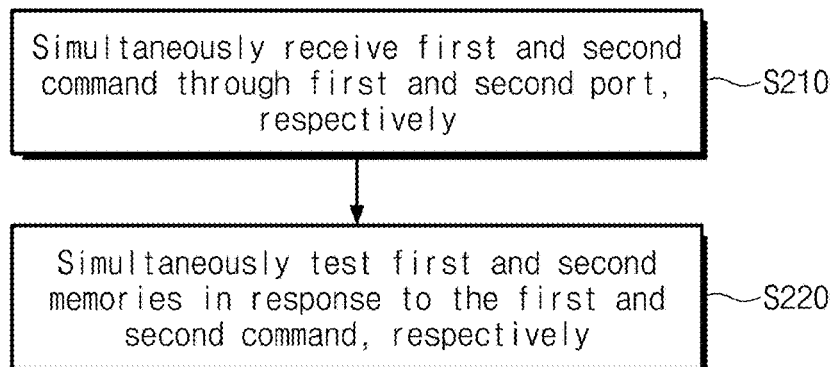 Simultaneously receive first and second
command through first and second port,
respectively
S210
Simultaneously test first and second
memories in response to the first and
second command, respectively
S220